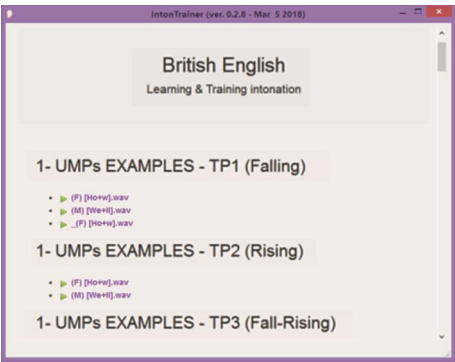 IntonTrainer (ver. 0.2.8 - Mar 5 2018)
British English
Learning & Training intonation
1- UMPs EXAMPLES - TP1 (Falling)
(F) [Ho+w].wav
(M) [We+ll].wav
_(F) [Ho+w].wav
1- UMPs EXAMPLES - TP2 (Rising)
(F) [Ho+w].wav
(M) [We+ll].wav
1- UMPs EXAMPLES - TP3 (Fall-Rising)